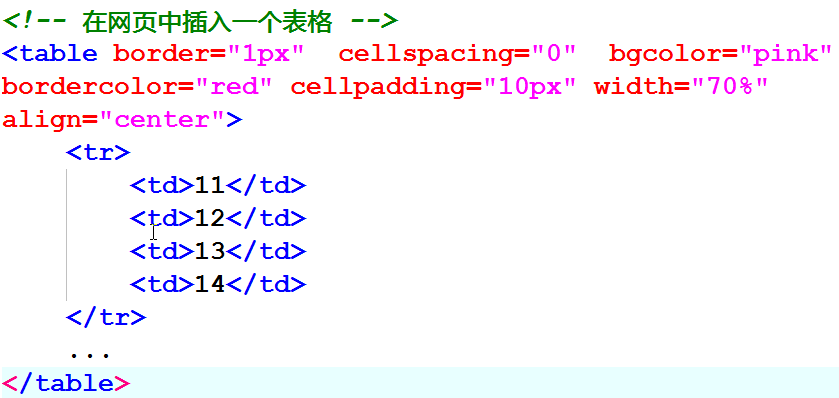 <!-- 在网页中插入一个表格 -->
<table border="1px"  cellspacing="0"  bgcolor="pink"
bordercolor="red" cellpadding="10px" width="70%"
align="center">
    <tr>
        <td>11</td>
        <td>12</td>
        <td>13</td>
        <td>14</td>
    </tr>
    ...
</table>